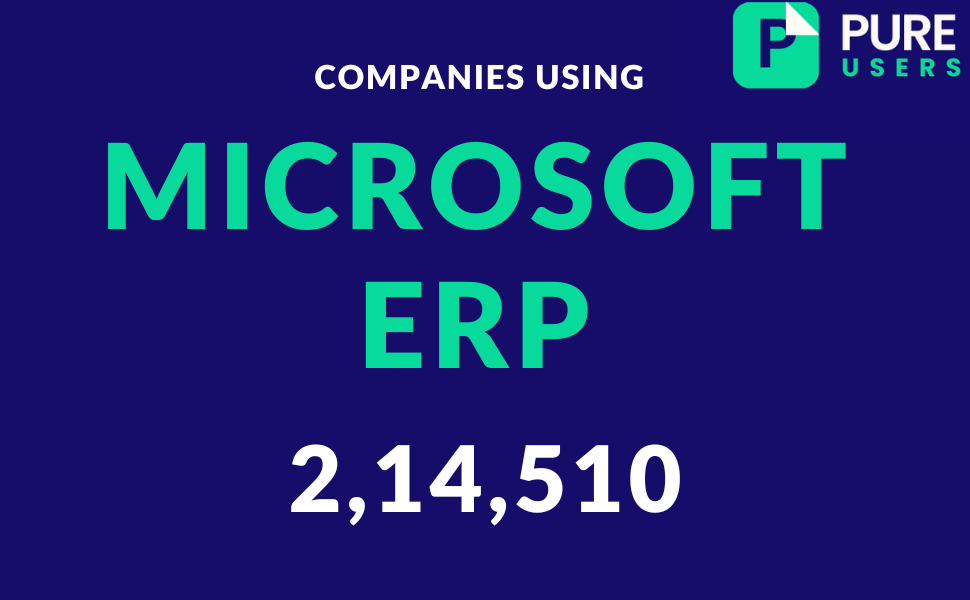 P PURE
USERS
COMPANIES USING
MICROSOFT
ERP
2,14,510